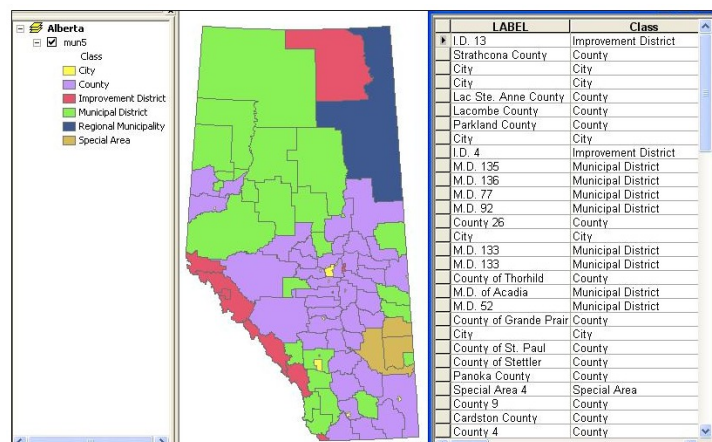 Alberta
mun5
Class
City
County
Improvement District
Municipal District
Regional Municipality
Special Area
LABEL Class
I.D. 13 Improvement District
Strathcona County County
City City
City City
Lac Ste. Anne County County
Lacombe County County
Parkland County County
City City
I.D. 4 Improvement District
M.D. 135 Municipal District
M.D. 136 Municipal District
M.D. 77 Municipal District
M.D. 92 Municipal District
County 26 County
City City
M.D. 133 Municipal District
M.D. 133 Municipal District
County of Thorhild County
M.D. of Acadia Municipal District
M.D. 52 Municipal District
County of Grande Prair County
City City
County of St. Paul County
County of Stettler County
Panoka County County
Special Area 4 Special Area
County 9 County
Cardston County County
County 4 County